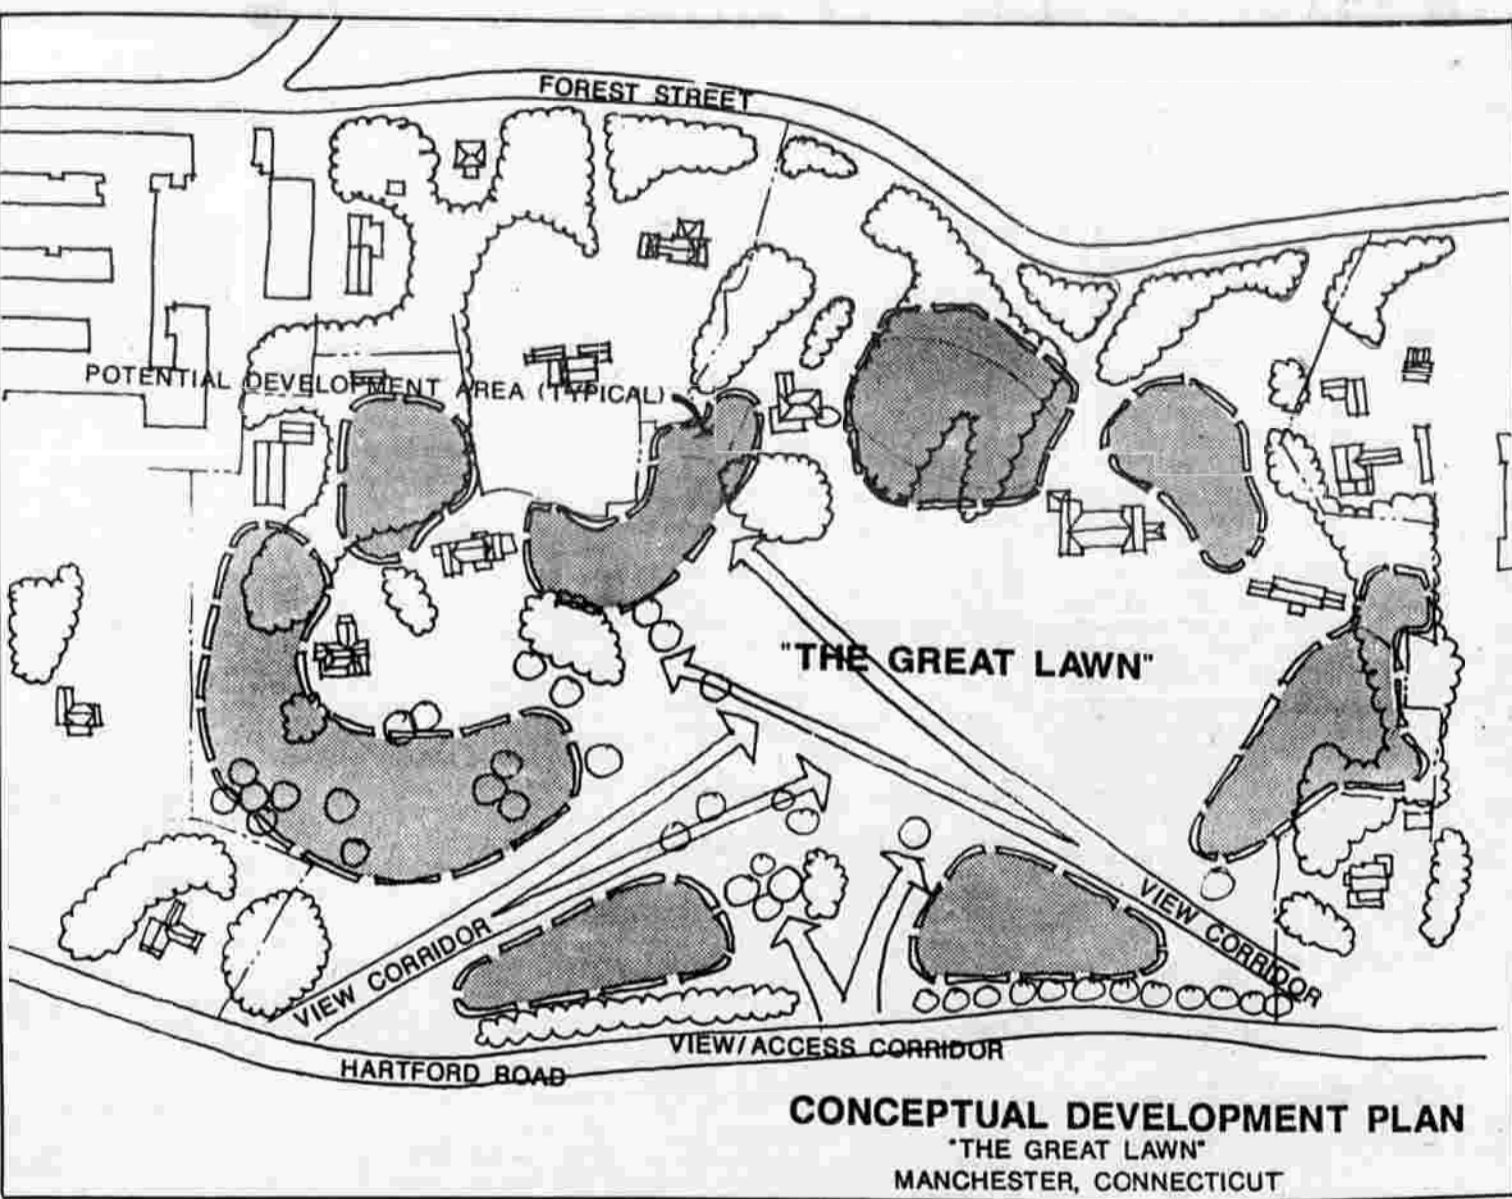 FOREST STREET
POTENTIAL DEVELOPMENT AREA (TYPICAL)
"THE GREAT LAWN"
VIEW CORRIDOR
VIEW CORRIDOR
VIEW/ACCESS CORRIDOR
HARTFORD ROAD
CONCEPTUAL DEVELOPMENT PLAN
"THE GREAT LAWN"
MANCHESTER, CONNECTICUT